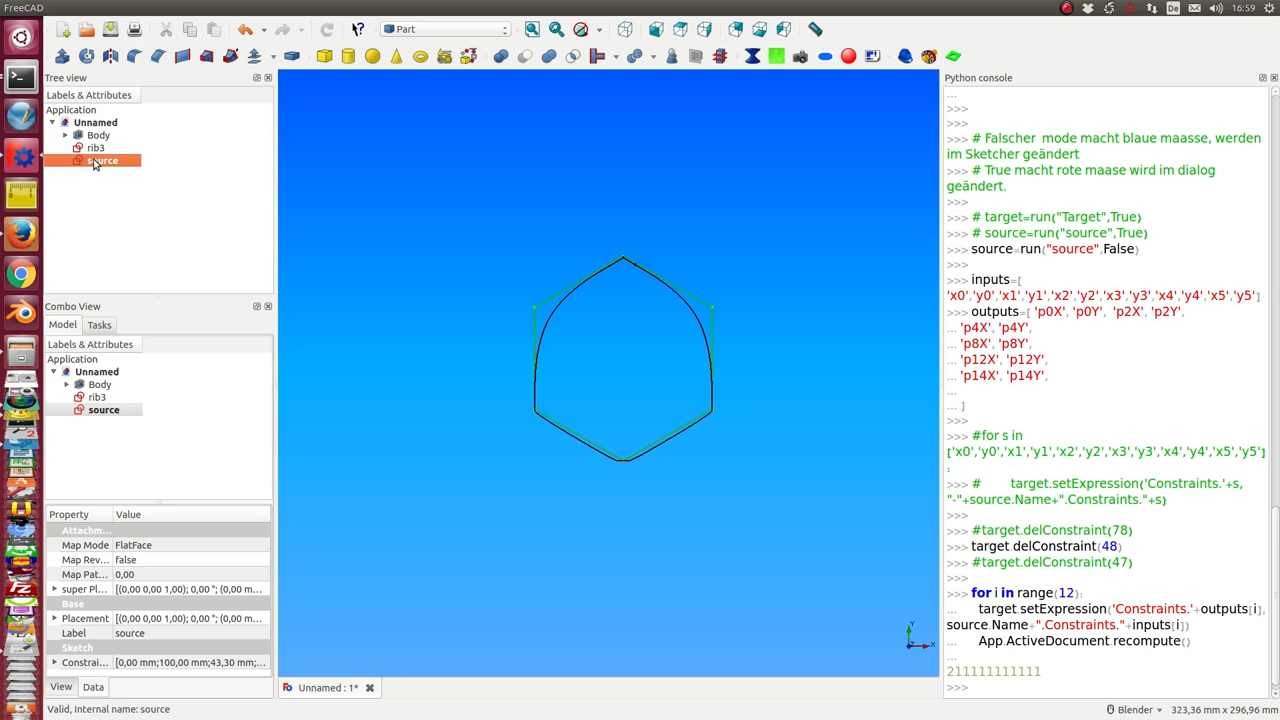 FreeCAD
De
16:59
Part
Tree view
Labels & Attributes
Application
Unnamed
Body
rib3
source
Combo View
Model
Tasks
Labels & Attributes
Application
Unnamed
Body
rib3
source
Property
Value
Attachm...
Map Mode
FlatFace
Map Rev...
false
Map Pat...
0,00
super Pl...
[(0,00 0,00 1,00); 0,00 °; (0,00 m...
Base
Placement
[(0,00 0,00 1,00); 0,00 °; (0,00 m...
Label
source
Sketch
Constrai...
[0,00 mm;100,00 mm;43,30 mm;...
View
Data
Unnamed : 1*
Python console
...
>>>
>>>
>>> # Falscher  mode macht blaue maasse, werden
im Sketcher geändert
>>> # True macht rote maase wird im dialog
geändert.
>>>
>>> # target=run("Target",True)
>>> # source=run("source",True)
>>> source=run("source",False)
>>>
>>> inputs=[
'x0','y0','x1','y1','x2','y2','x3','y3','x4','y4','x5','y5']
>>> outputs=[ 'p0X', 'p0Y', 'p2X', 'p2Y',
... 'p4X', 'p4Y',
... 'p8X', 'p8Y',
... 'p12X', 'p12Y',
... 'p14X', 'p14Y',
...
... ]
>>>
>>> #for s in
['x0','y0','x1','y1','x2','y2','x3','y3','x4','y4','x5','y5']
:
>>> #       target.setExpression('Constraints.'+s,
"-"+source.Name+".Constraints."+s)
>>>
>>> #target.delConstraint(78)
>>> target.delConstraint(48)
>>> #target.delConstraint(47)
>>>
>>> for i in range(12):
...     target.setExpression('Constraints.'+outputs[i],
source.Name+".Constraints."+inputs[i])
...     App.ActiveDocument.recompute()
...
211111111111
>>>
Y
X
Valid, Internal name: source
Blender
323,36 mm x 296,96 mm